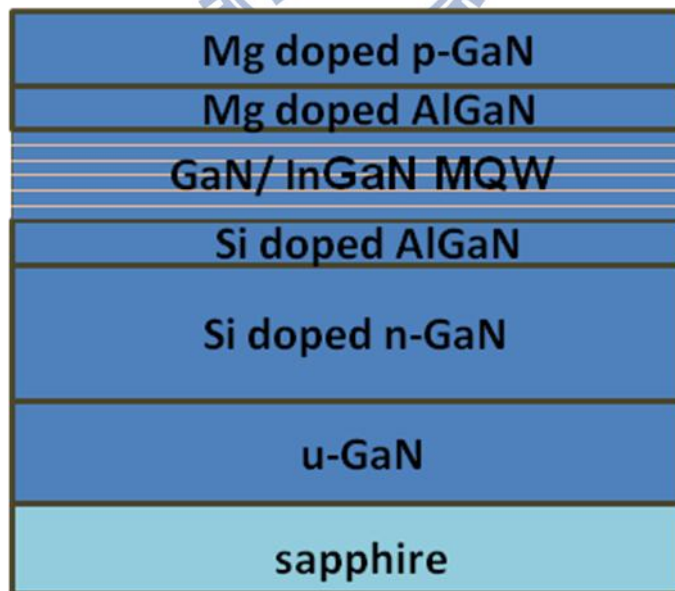 Mg doped p-GaN
Mg doped AlGaN
GaN/ InGaN MQW
Si doped AlGaN
Si doped n-GaN
u-GaN
sapphire